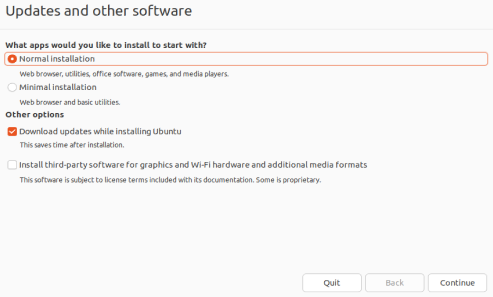 Updates and other software
What apps would you like to install to start with?
Normal installation
Web browser, utilities, office software, games, and media players.
Minimal installation
Web browser and basic utilities.
Other options
Download updates while installing Ubuntu
This saves time after installation.
Install third-party software for graphics and Wi-Fi hardware and additional media formats
This software is subject to license terms included with its documentation. Some is proprietary.
Quit
Back
Continue